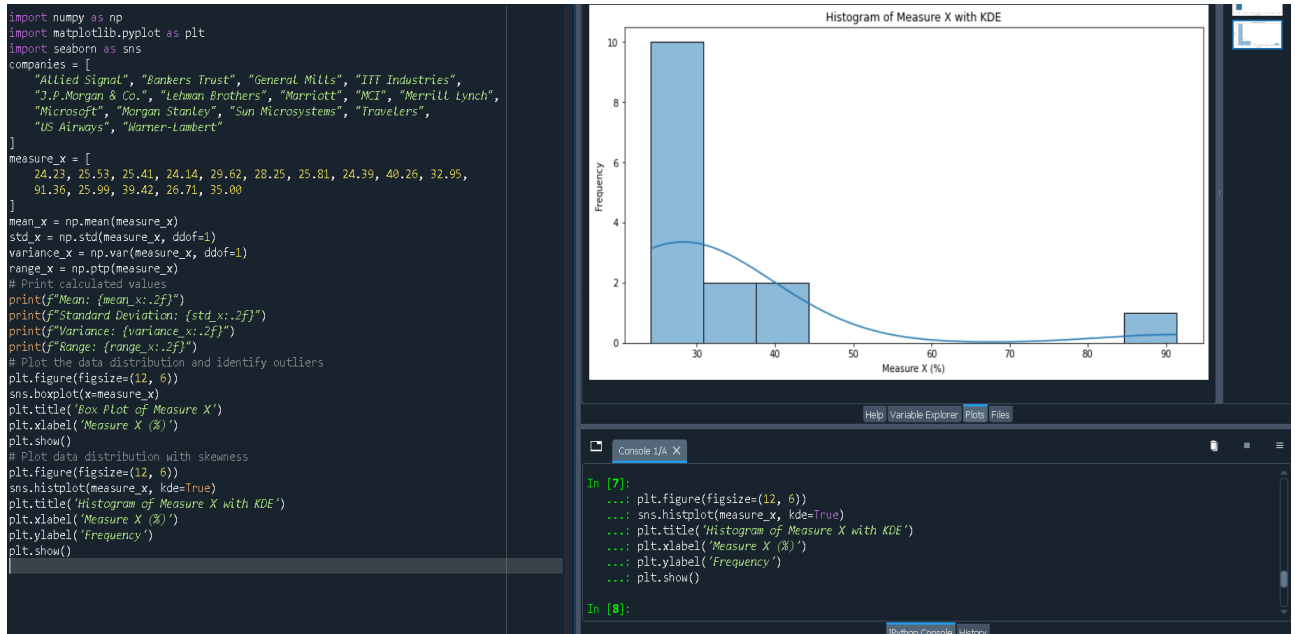 import numpy as np
import matplotlib.pyplot as plt
import seaborn as sns
companies = [
    "Allied Signal", "Bankers Trust", "General Mills", "ITT Industries",
    "J.P.Morgan & Co.", "Lehman Brothers", "Marriott", "MCI", "Merrill Lynch",
    "Microsoft", "Morgan Stanley", "Sun Microsystems", "Travelers",
    "US Airways", "Warner-Lambert"
]
measure_x = [
    24.23, 25.53, 25.41, 24.14, 29.62, 28.25, 25.81, 24.39, 40.26, 32.95,
    91.36, 25.99, 39.42, 26.71, 35.00
]
mean_x = np.mean(measure_x)
std_x = np.std(measure_x, ddof=1)
variance_x = np.var(measure_x, ddof=1)
range_x = np.ptp(measure_x)
# Print calculated values
print(f"Mean: {mean_x:.2f}")
print(f"Standard Deviation: {std_x:.2f}")
print(f"Variance: {variance_x:.2f}")
print(f"Range: {range_x:.2f}")
# Plot the data distribution and identify outliers
plt.figure(figsize=(12, 6))
sns.boxplot(x=measure_x)
plt.title('Box Plot of Measure X')
plt.xlabel('Measure X (%)')
plt.show()
# Plot data distribution with skewness
plt.figure(figsize=(12, 6))
sns.histplot(measure_x, kde=True)
plt.title('Histogram of Measure X with KDE')
plt.xlabel('Measure X (%)')
plt.ylabel('Frequency')
plt.show()
Histogram of Measure X with KDE
10
8
6
4
2
0
Frequency
30 40 50 60 70 80 90
Measure X (%)
Help Variable Explorer Plots Files
Console 1/A X
In [7]:
...: plt.figure(figsize=(12, 6))
...: sns.histplot(measure_x, kde=True)
...: plt.title('Histogram of Measure X with KDE')
...: plt.xlabel('Measure X (%)')
...: plt.ylabel('Frequency')
...: plt.show()
In [8]:
IPython Console History